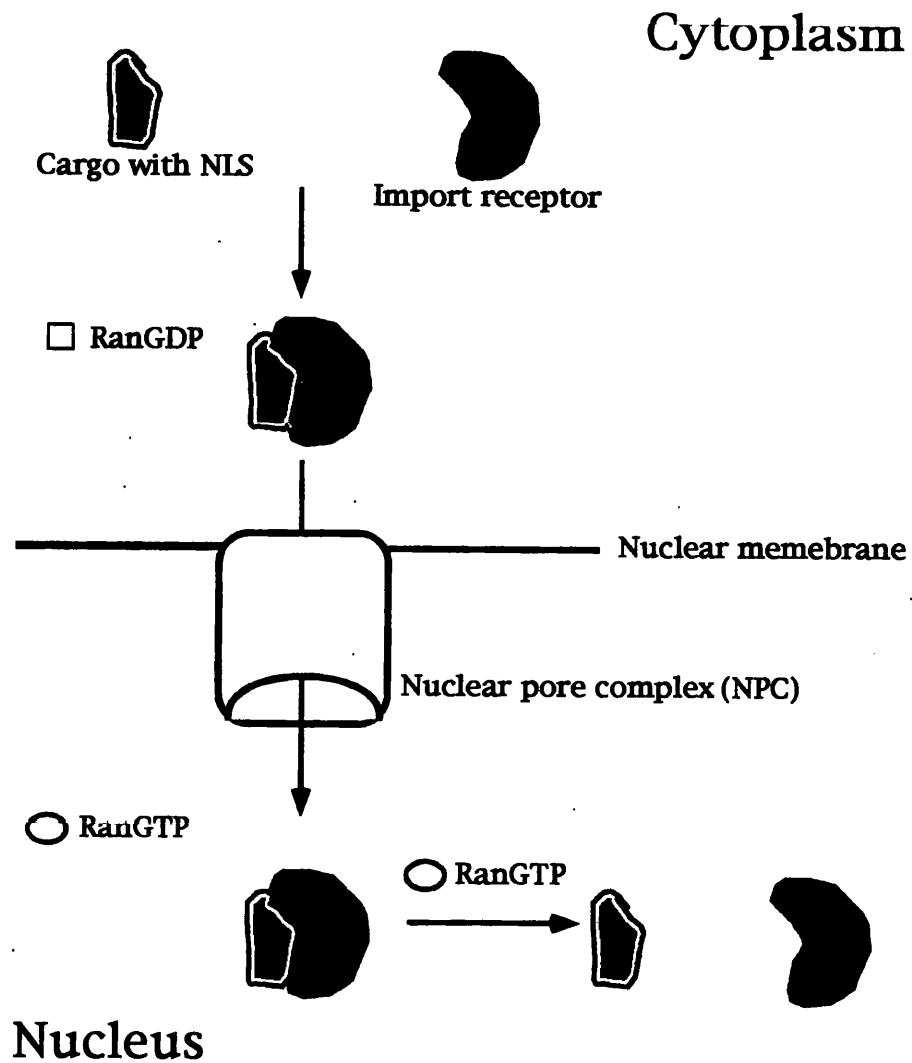 Cytoplasm
Cargo with NLS
Import receptor
RanGDP
Nuclear memebrane
Nuclear pore complex (NPC)
RanGTP
RanGTP
Nucleus